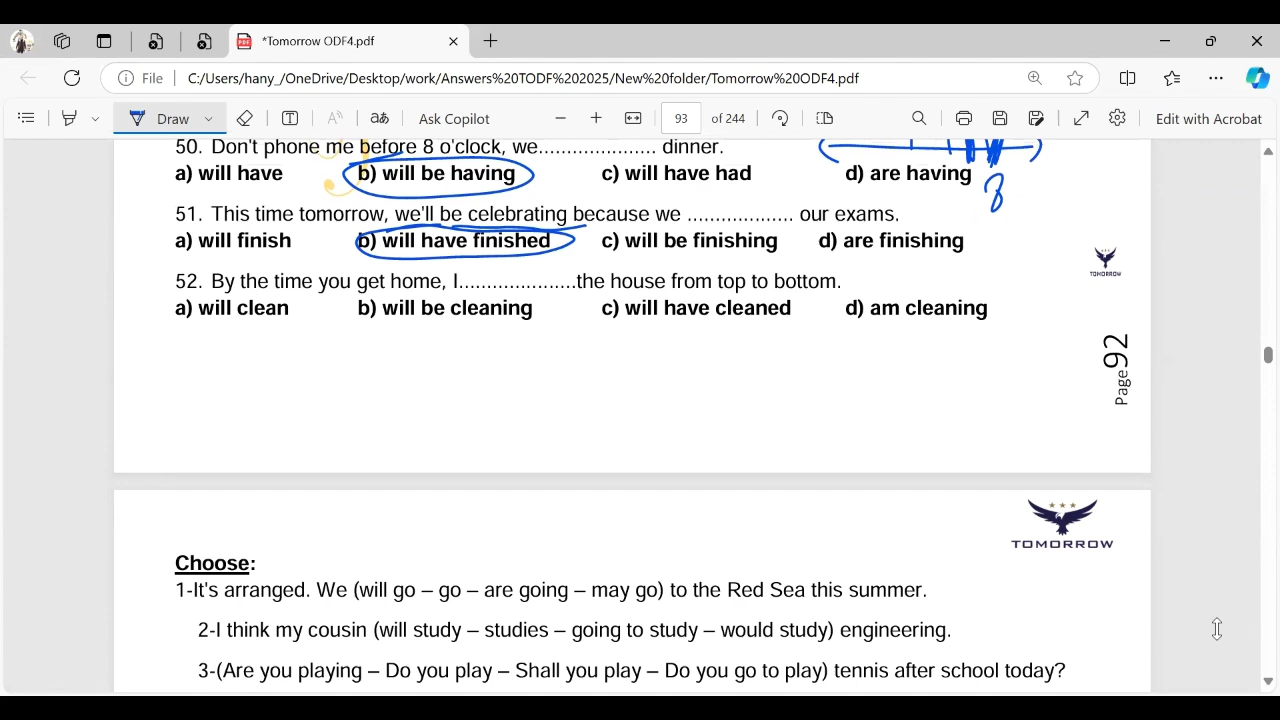 *Tomorrow ODF4.pdf
File C:/Users/hany_/OneDrive/Desktop/work/Answers%20TODF%202025/New%20folder/Tomorrow%20ODF4.pdf
Draw Ask Copilot 93 of 244 Edit with Acrobat
50. Don't phone me before 8 o'clock, we.................... dinner.
a) will have b) will be having c) will have had d) are having
8
51. This time tomorrow, we'll be celebrating because we ................... our exams.
a) will finish b) will have finished c) will be finishing d) are finishing
TOMORROW
52. By the time you get home, I.....................the house from top to bottom.
a) will clean b) will be cleaning c) will have cleaned d) am cleaning
Page92
TOMORROW
Choose:
1-It's arranged. We (will go – go – are going – may go) to the Red Sea this summer.
2-I think my cousin (will study – studies – going to study – would study) engineering.
3-(Are you playing – Do you play – Shall you play – Do you go to play) tennis after school today?